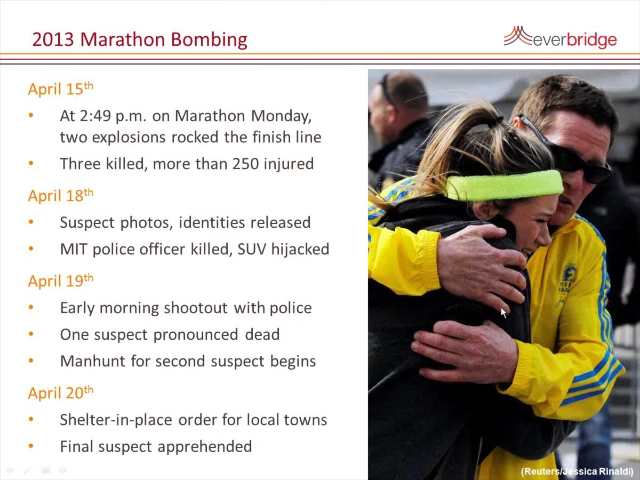 2013 Marathon Bombing
everbridge
April 15th
• At 2:49 p.m. on Marathon Monday,
two explosions rocked the finish line
• Three killed, more than 250 injured
April 18th
• Suspect photos, identities released
• MIT police officer killed, SUV hijacked
April 19th
• Early morning shootout with police
• One suspect pronounced dead
• Manhunt for second suspect begins
April 20th
• Shelter-in-place order for local towns
• Final suspect apprehended
(Reuters/Jessica Rinaldi)